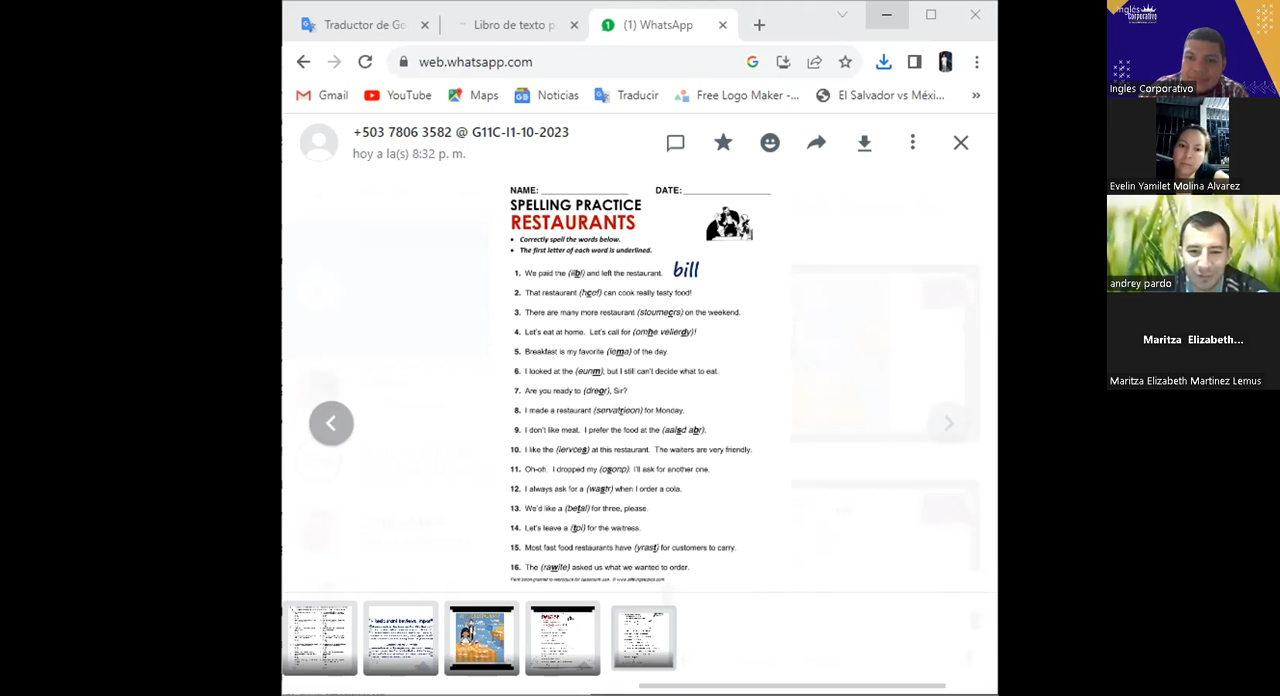 Traductor de Go
Libro de texto p
(1) WhatsApp
web.whatsapp.com
Gmail
YouTube
Maps
Noticias
Traducir
Free Logo Maker -...
El Salvador vs Méxi...
»
+503 7806 3582 @ G11C-I1-10-2023
hoy a la(s) 8:32 p. m.
NAME: ________________ DATE: ________________
SPELLING PRACTICE
RESTAURANTS
• Correctly spell the words below.
• The first letter of each word is underlined.
1. We paid the (ilbl) and left the restaurant. bill
2. That restaurant (hcof) can cook really tasty food!
3. There are many more restaurant (stoumecrs) on the weekend.
4. Let's eat at home. Let's call for (omhe velierdy)!
5. Breakfast is my favorite (lema) of the day.
6. I looked at the (eunm), but I still can't decide what to eat.
7. Are you ready to (dreor), Sir?
8. I made a restaurant (servatrieon) for Monday.
9. I don't like meat. I prefer the food at the (aalsd abr).
10. I like the (iervces) at this restaurant. The waiters are very friendly.
11. Oh-oh. I dropped my (osonp). I'll ask for another one.
12. I always ask for a (wastr) when I order a cola.
13. We'd like a (betal) for three, please.
14. Let's leave a (tpi) for the waitress.
15. Most fast food restaurants have (yrast) for customers to carry.
16. The (rawite) asked us what we wanted to order.
Inglés
Corporativo
Ingles Corporativo
Evelin Yamilet Molina Alvarez
andrey pardo
Maritza Elizabeth...
Maritza Elizabeth Martinez Lemus